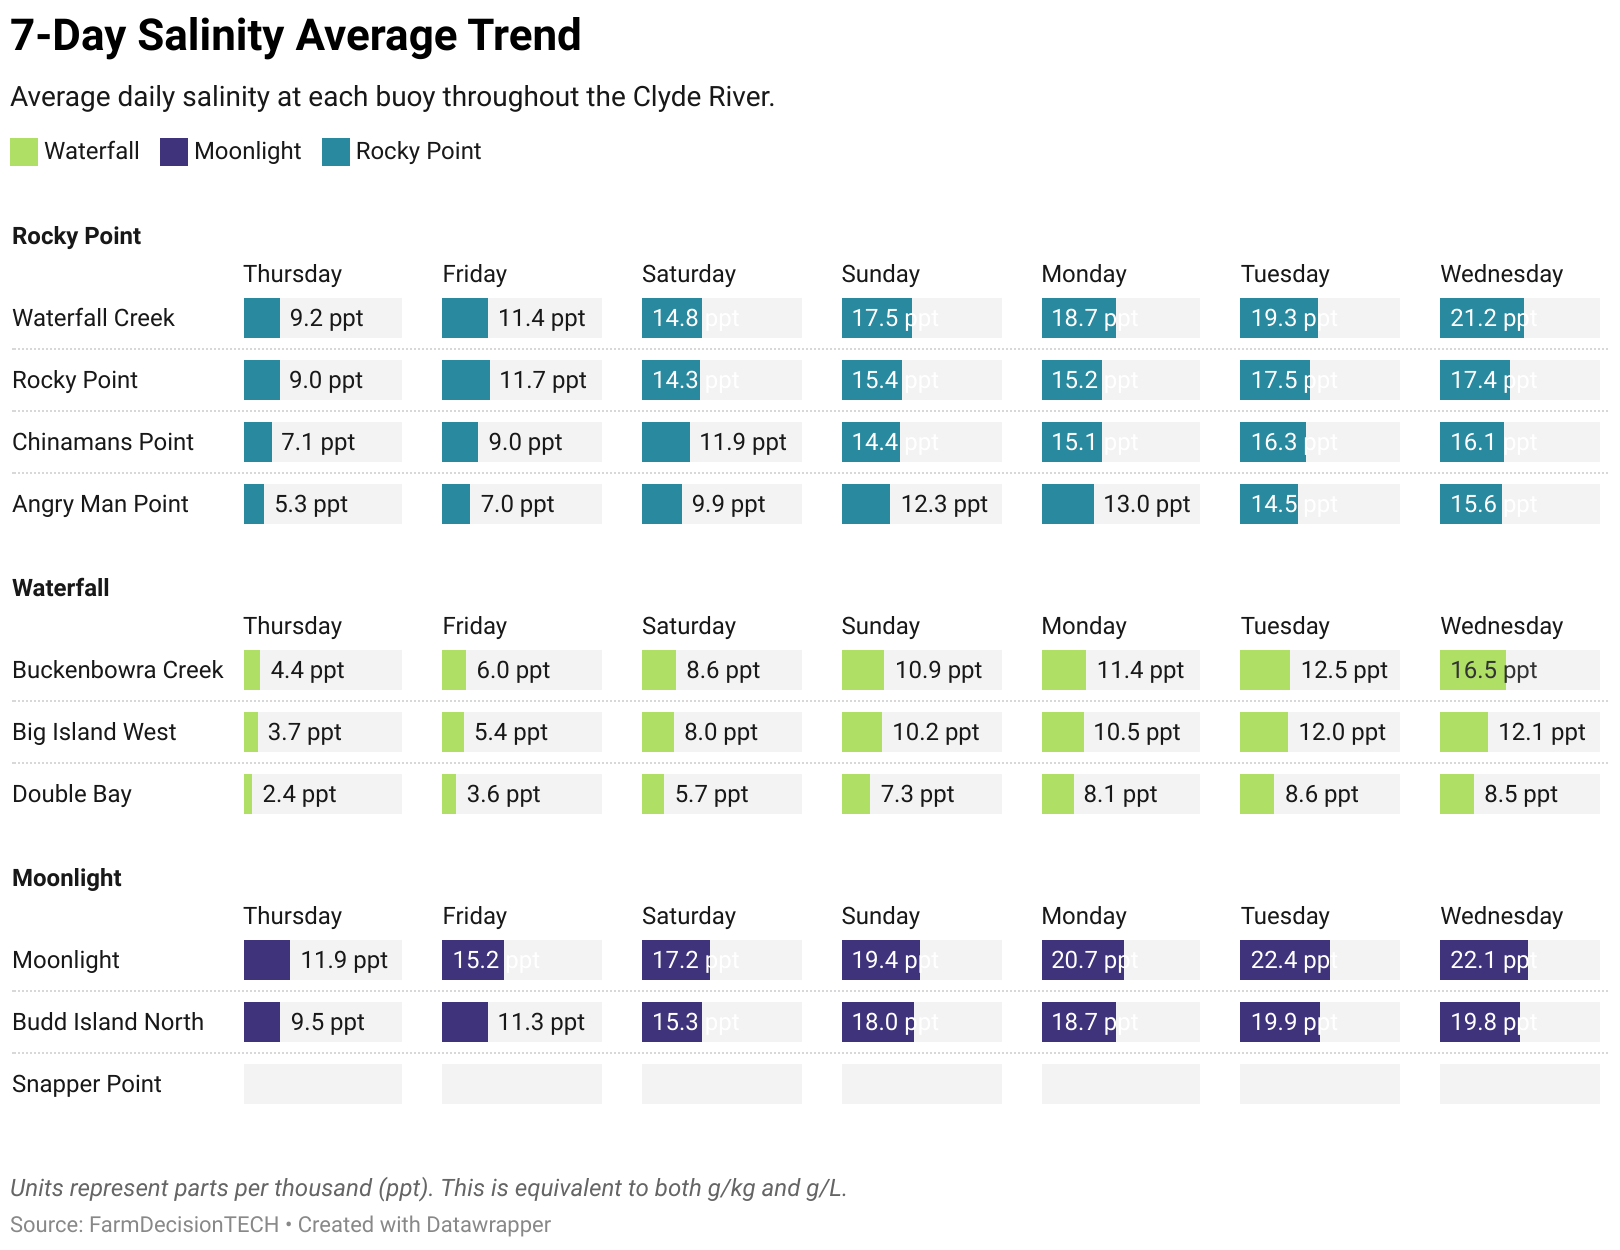 7-Day Salinity Average Trend
Average daily salinity at each buoy throughout the Clyde River.
Waterfall Moonlight Rocky Point
Rocky Point
Thursday Friday Saturday Sunday Monday Tuesday Wednesday
Waterfall Creek 9.2 ppt 11.4 ppt 14.8 ppt 17.5 ppt 18.7 ppt 19.3 ppt 21.2 ppt
Rocky Point 9.0 ppt 11.7 ppt 14.3 ppt 15.4 ppt 15.2 ppt 17.5 ppt 17.4 ppt
Chinamans Point 7.1 ppt 9.0 ppt 11.9 ppt 14.4 ppt 15.1 ppt 16.3 ppt 16.1 ppt
Angry Man Point 5.3 ppt 7.0 ppt 9.9 ppt 12.3 ppt 13.0 ppt 14.5 ppt 15.6 ppt
Waterfall
Thursday Friday Saturday Sunday Monday Tuesday Wednesday
Buckenbowra Creek 4.4 ppt 6.0 ppt 8.6 ppt 10.9 ppt 11.4 ppt 12.5 ppt 16.5 ppt
Big Island West 3.7 ppt 5.4 ppt 8.0 ppt 10.2 ppt 10.5 ppt 12.0 ppt 12.1 ppt
Double Bay 2.4 ppt 3.6 ppt 5.7 ppt 7.3 ppt 8.1 ppt 8.6 ppt 8.5 ppt
Moonlight
Thursday Friday Saturday Sunday Monday Tuesday Wednesday
Moonlight 11.9 ppt 15.2 ppt 17.2 ppt 19.4 ppt 20.7 ppt 22.4 ppt 22.1 ppt
Budd Island North 9.5 ppt 11.3 ppt 15.3 ppt 18.0 ppt 18.7 ppt 19.9 ppt 19.8 ppt
Snapper Point
Units represent parts per thousand (ppt). This is equivalent to both g/kg and g/L.
Source: FarmDecisionTECH • Created with Datawrapper